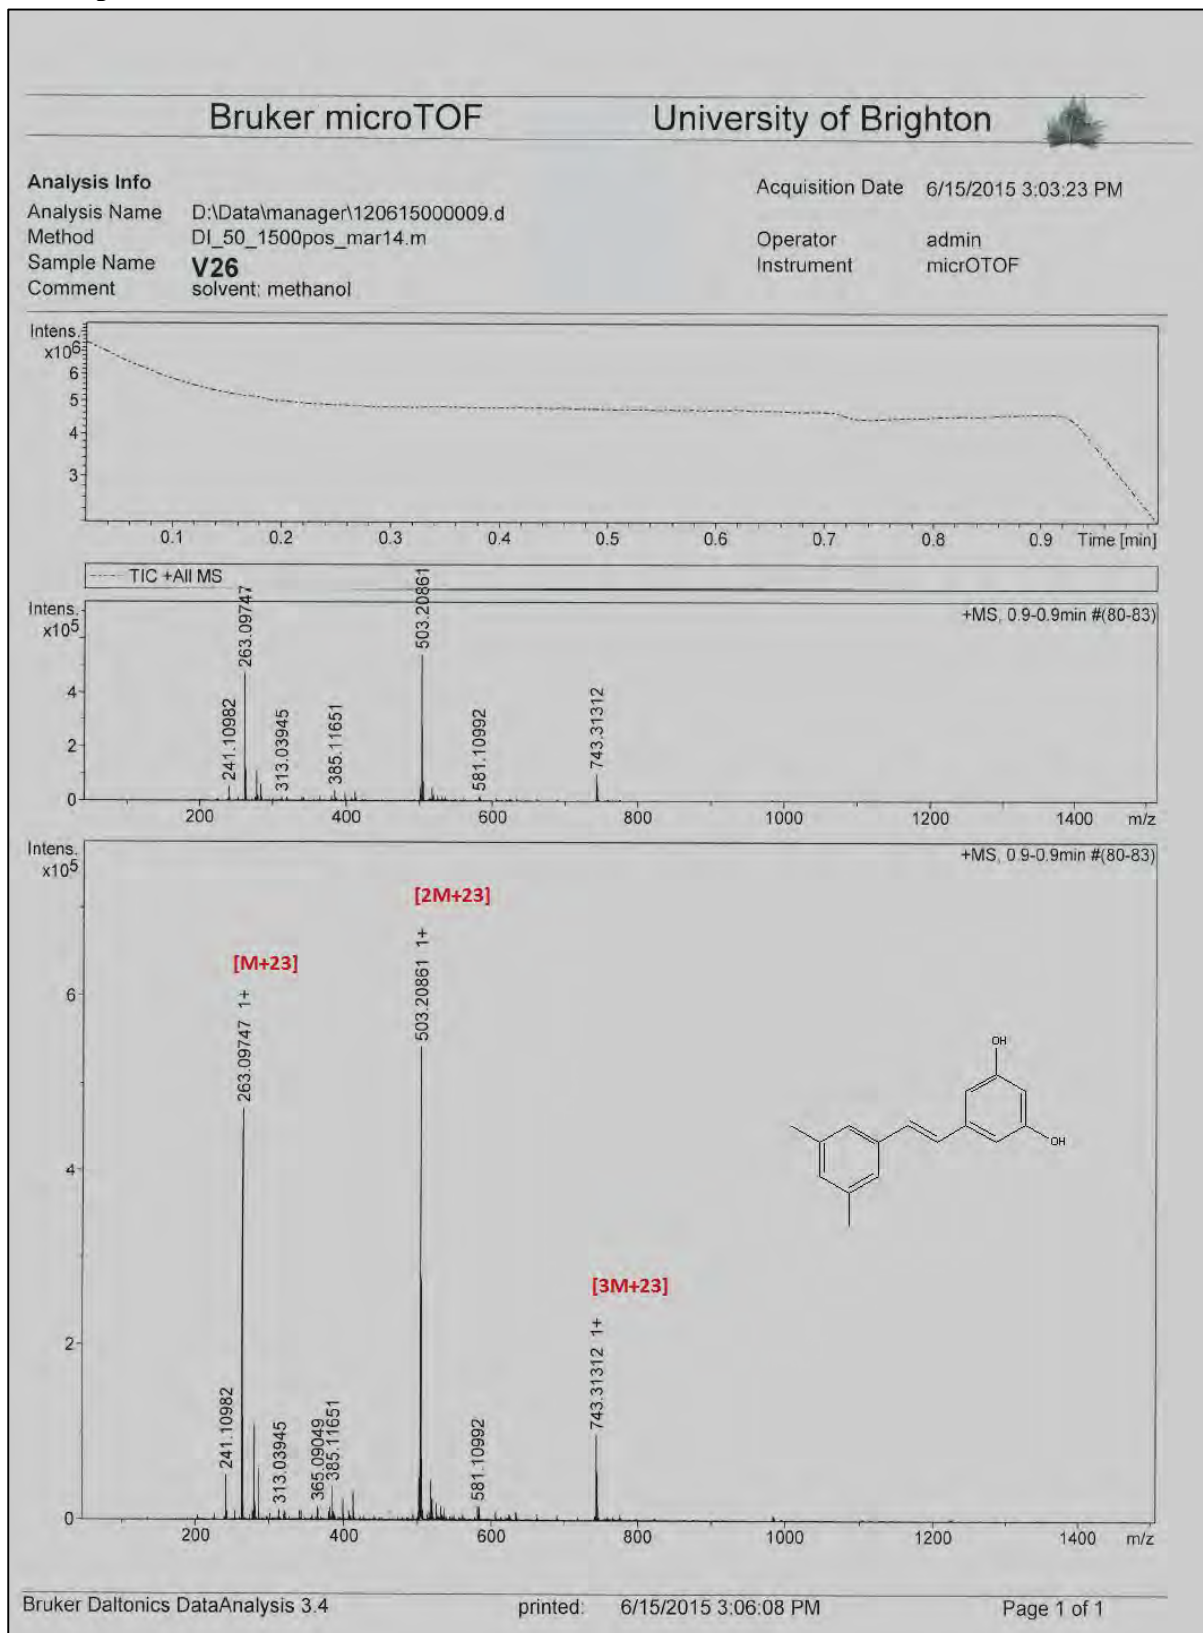 Bruker microTOF University of Brighton
Analysis Info
Acquisition Date 6/15/2015 3:03:23 PM
Analysis Name D:\Data\manager\120615000009.d
Method DI_50_1500pos_mar14.m
Operator admin
Sample Name V26
Instrument micrOTOF
Comment solvent: methanol
Intens.
x10⁶
6
5
4
3
0.1 0.2 0.3 0.4 0.5 0.6 0.7 0.8 0.9 Time [min]
TIC +All MS
Intens.
x10⁵
+MS, 0.9-0.9min #(80-83)
4
2
0
241.10982
263.09747
313.03945
385.11651
503.20861
581.10992
743.31312
200 400 600 800 1000 1200 1400 m/z
Intens.
x10⁵
+MS, 0.9-0.9min #(80-83)
[2M+23]
[M+23]
[3M+23]
6
4
2
0
241.10982
263.09747 1+
313.03945
365.09049
385.11651
503.20861 1+
581.10992
743.31312 1+
OH
OH
200 400 600 800 1000 1200 1400 m/z
Bruker Daltonics DataAnalysis 3.4 printed: 6/15/2015 3:06:08 PM Page 1 of 1